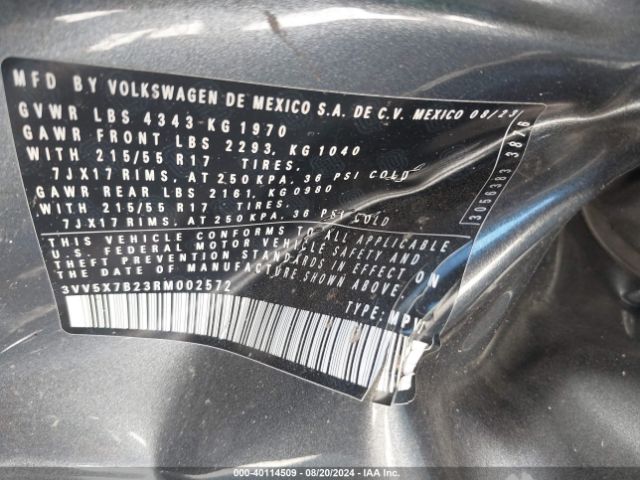 MFD BY VOLKSWAGEN DE MEXICO S.A. DE C.V. MEXICO 08/23
GVWR LBS 4343 KG 1970
GAWR FRONT LBS 2293, KG 1040
WITH 215/55 R17 TIRES.
7JX17 RIMS, AT 250 KPA, 36 PSI COLD
GAWR REAR LBS 2161, KG 0980
WITH 215/55 R17 TIRES.
7JX17 RIMS, AT 250 KPA, 36 PSI COLD
THIS VEHICLE CONFORMS TO ALL APPLICABLE
U.S. FEDERAL MOTOR VEHICLE SAFETY AND
THEFT PREVENTION STANDARDS IN EFFECT ON
THE DATE OF MANUFACTURE SHOWN ABOVE.
3VV5X7B23RM002572
TYPE: MPV
3058383 3876
000-40114509 | 08/20/2024 | IAA Inc.